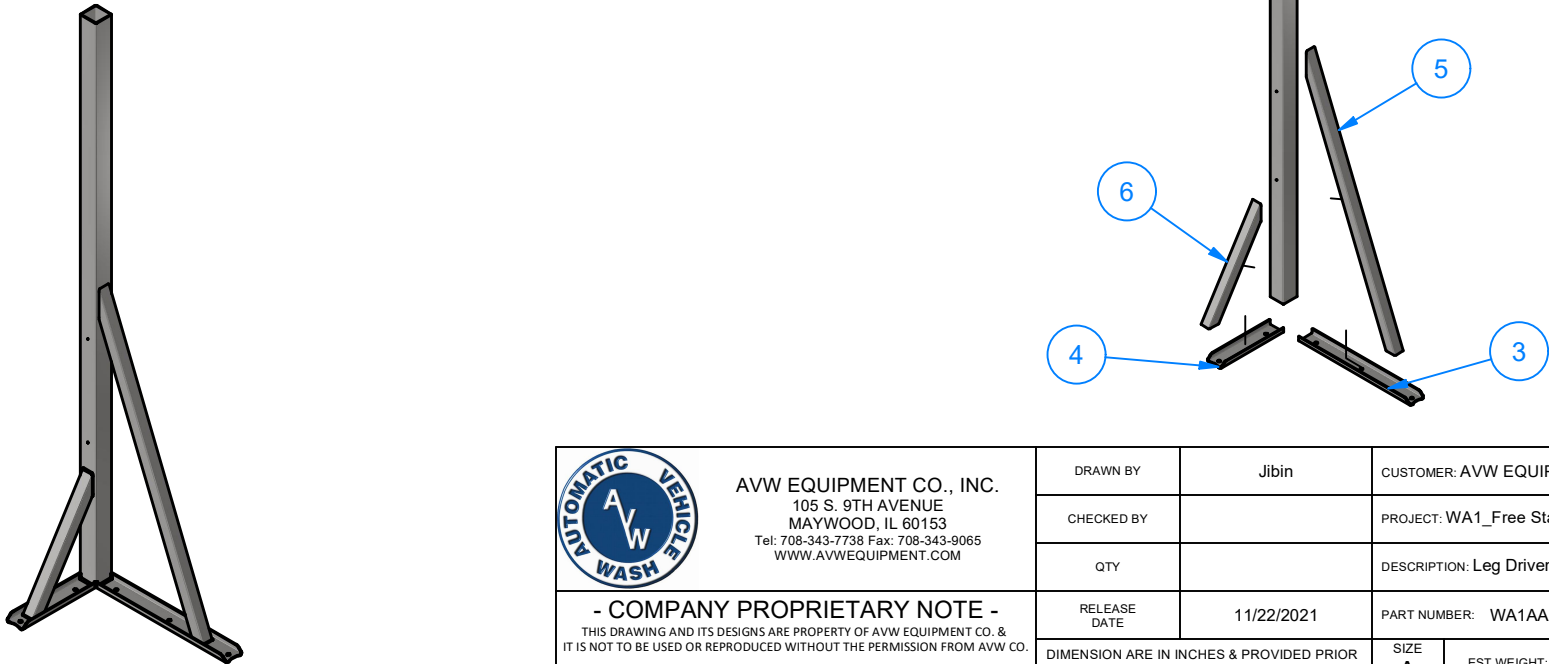 5
6
4
3
AUTOMATIC VEHICLE WASH
AVW
AVW EQUIPMENT CO., INC.
105 S. 9TH AVENUE
MAYWOOD, IL 60153
Tel: 708-343-7738 Fax: 708-343-9065
WWW.AVWEQUIPMENT.COM
- COMPANY PROPRIETARY NOTE -
THIS DRAWING AND ITS DESIGNS ARE PROPERTY OF AVW EQUIPMENT CO. &
IT IS NOT TO BE USED OR REPRODUCED WITHOUT THE PERMISSION FROM AVW CO.
DRAWN BY Jibin CUSTOMER: AVW EQUIP
CHECKED BY PROJECT: WA1_Free Sta
QTY DESCRIPTION: Leg Driver
RELEASE
DATE 11/22/2021 PART NUMBER: WA1AA
DIMENSION ARE IN INCHES & PROVIDED PRIOR SIZE
EST WEIGHT: